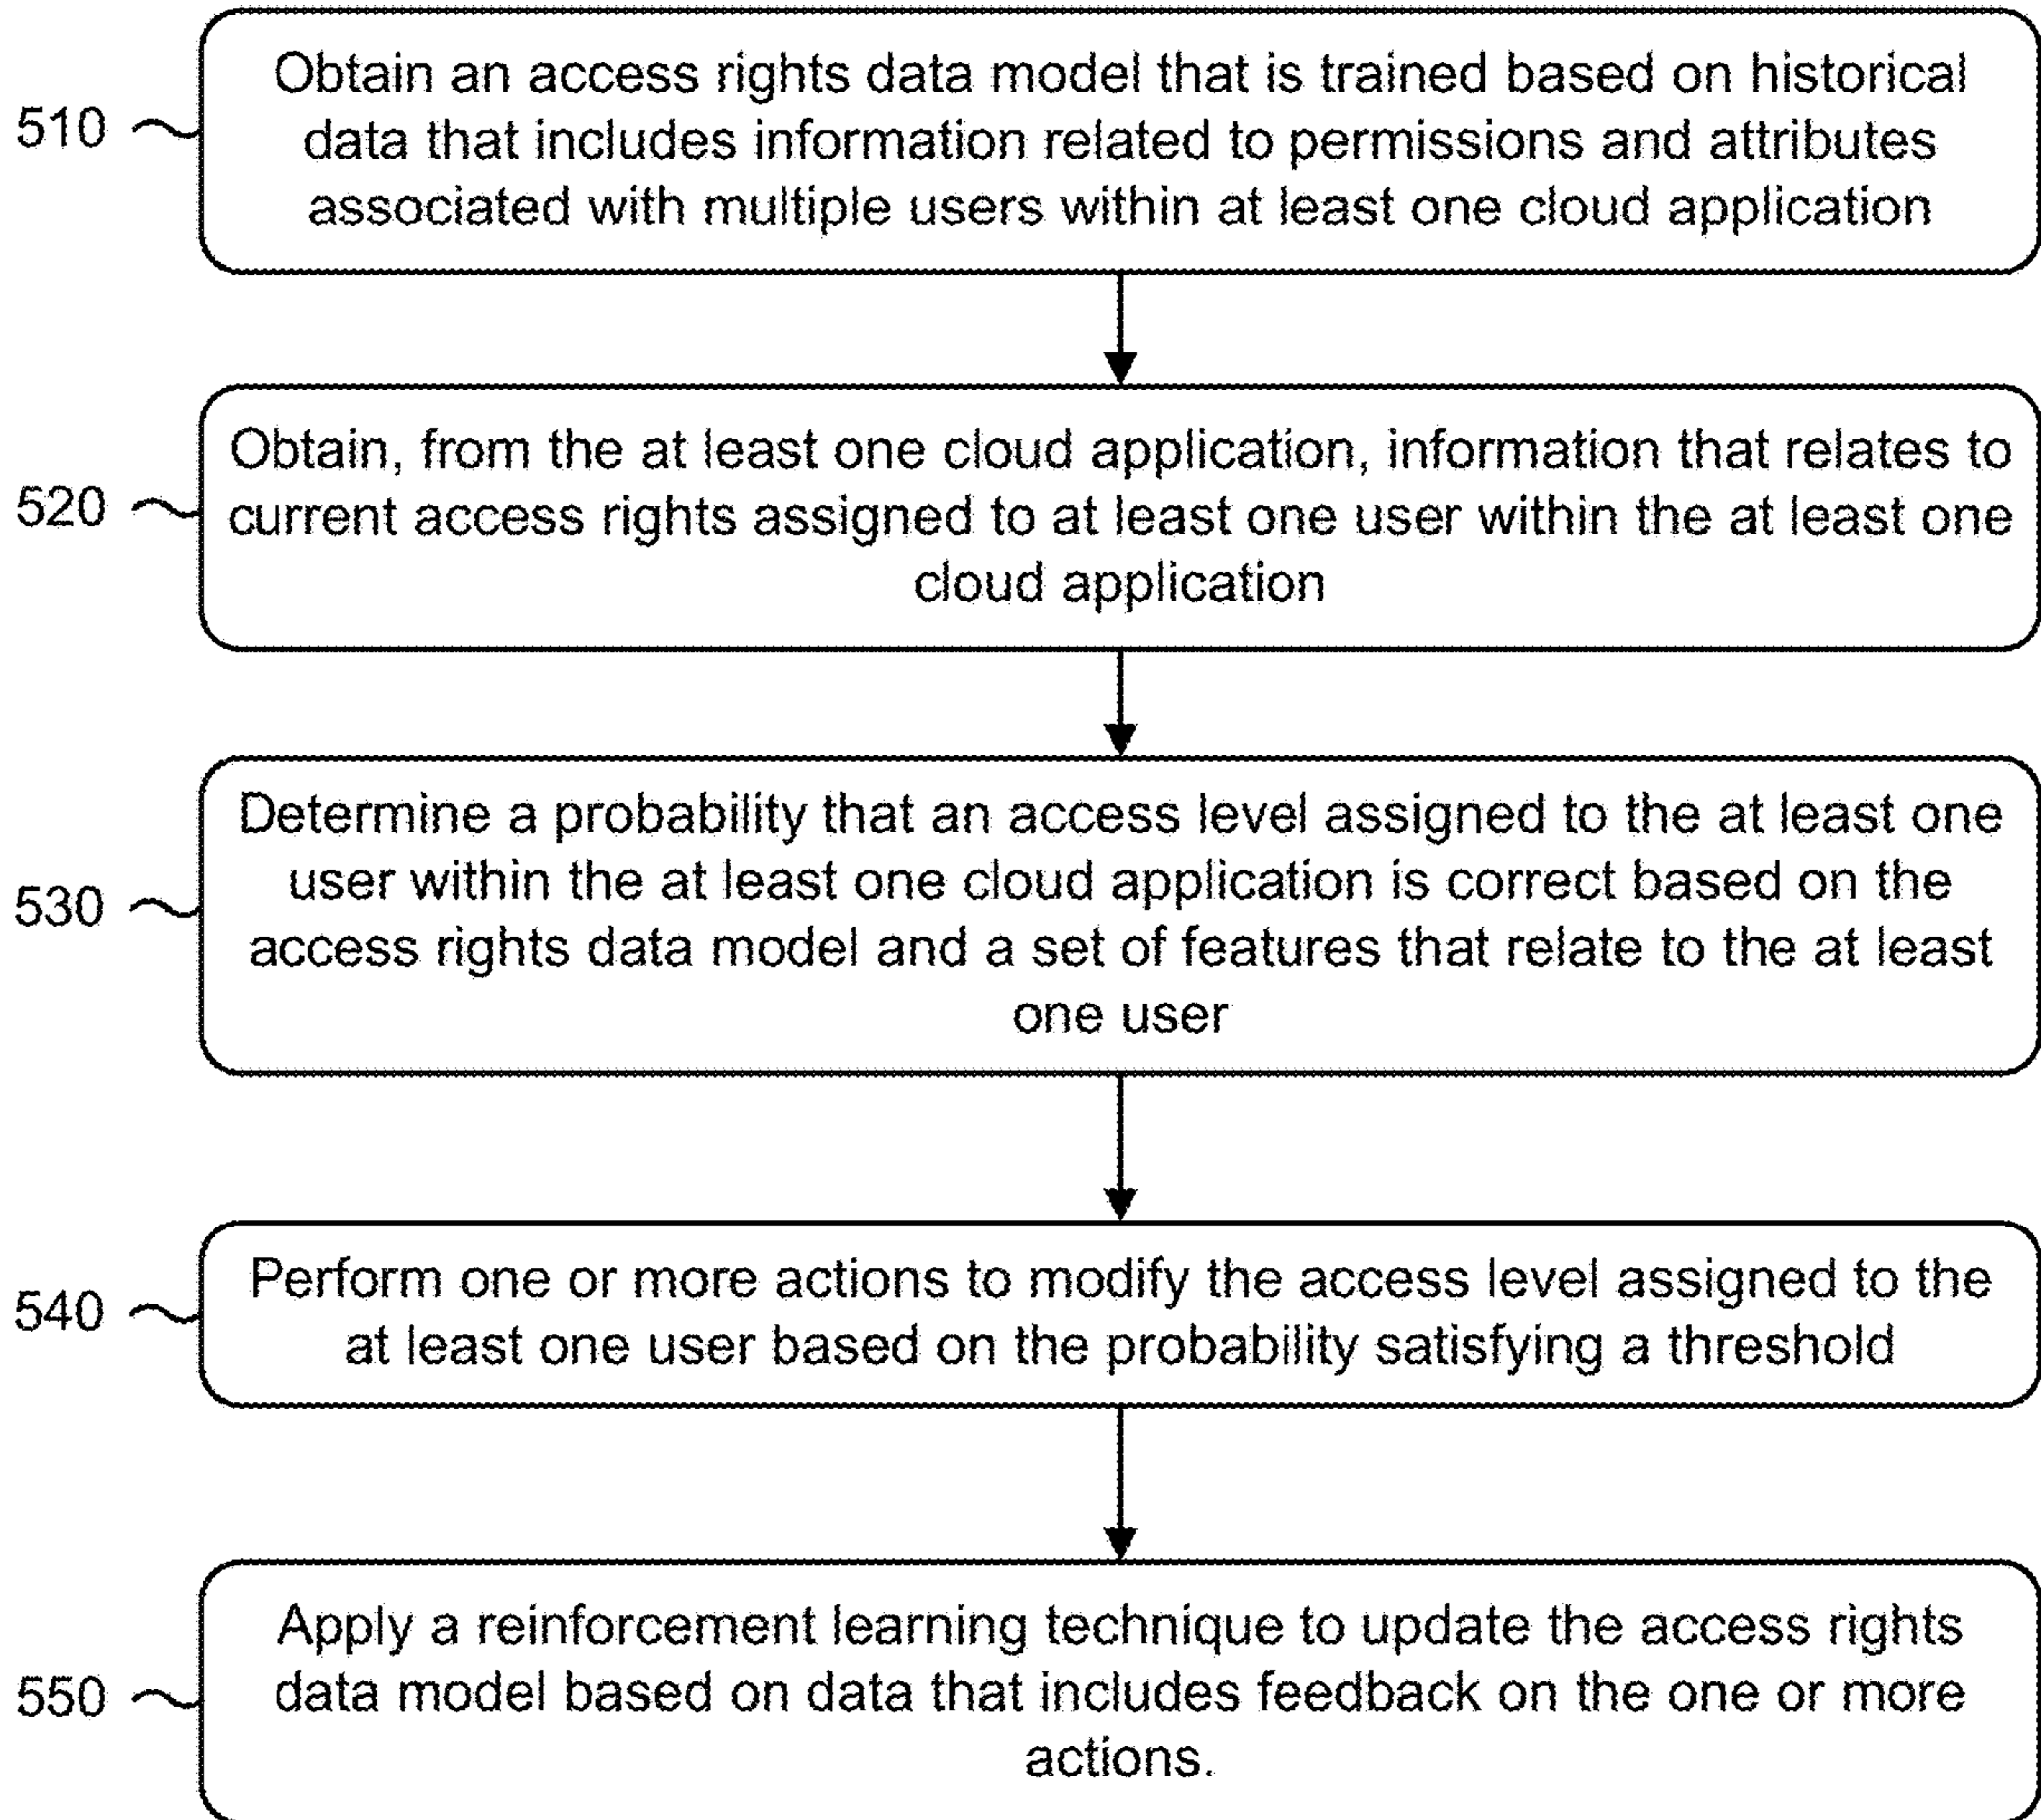 Obtain an access rights data model that is trained based on historical
510
data that includes information related to permissions and attributes
associated with multiple users within at least one cloud application
Obtain, from the at least one cloud application, information that relates to
520
current access rights assigned to at least one user within the at least one
cloud application
Determine a probability that an access level assigned to the at least one
user within the at least one cloud application is correct based on the
530
access rights data model and a set of features that relate to the at least
one user
Perform one or more actions to modify the access level assigned to the
540
at least one user based on the probability satisfying a threshold
Apply a reinforcement learning technique to update the access rights
550
data model based on data that includes feedback on the one or more
actions.